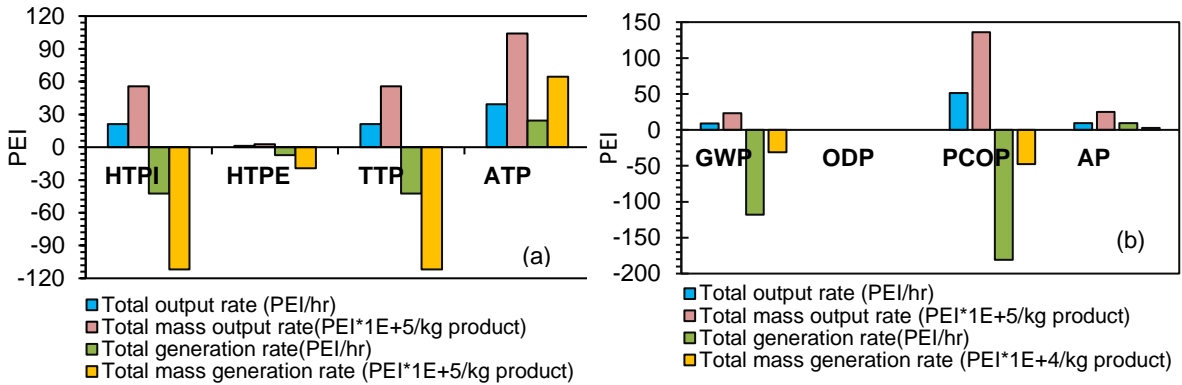 120
90
60
30
0
-30
-60
-90
-120
PEI
HTPI HTPE TTP ATP
(a)
Total output rate (PEI/hr)
Total mass output rate(PEI*1E+5/kg product)
Total generation rate(PEI/hr)
Total mass generation rate (PEI*1E+5/kg product)
150
100
50
0
-50
-100
-150
-200
PEI
GWP ODP PCOP AP
(b)
Total output rate (PEI/hr)
Total mass output rate (PEI*1E+5/kg product)
Total generation rate(PEI/hr)
Total mass generation rate (PEI*1E+4/kg product)